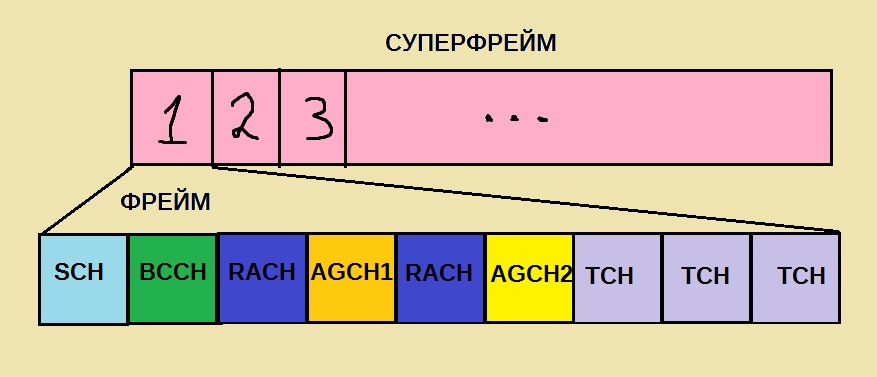 СУПЕРФРЕЙМ
1 2 3 ...
ФРЕЙМ
SCH BCCH RACH AGCH1 RACH AGCH2 TCH TCH TCH